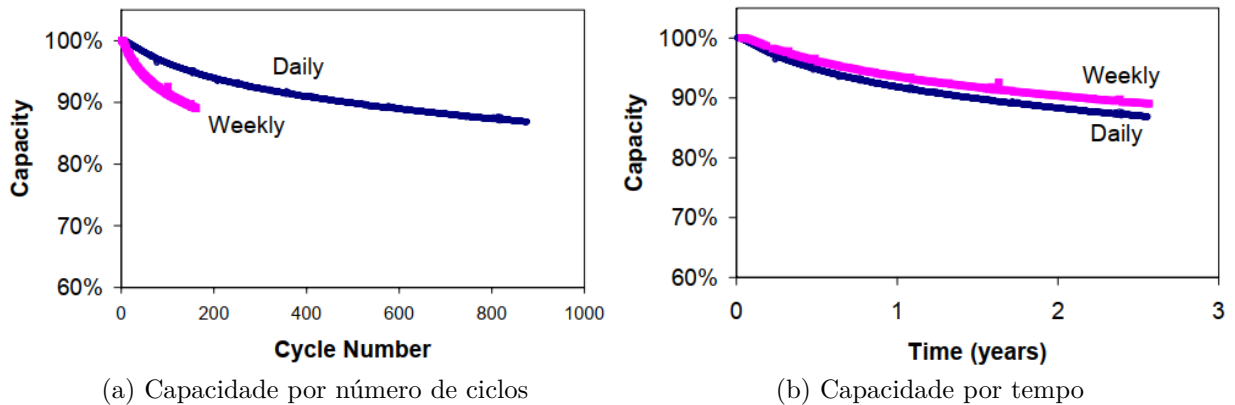 Capacity
100%
90%
80%
70%
60%
Daily
Weekly
0 200 400 600 800 1000
Cycle Number
(a) Capacidade por número de ciclos
Capacity
100%
90%
80%
70%
60%
Weekly
Daily
0 1 2 3
Time (years)
(b) Capacidade por tempo